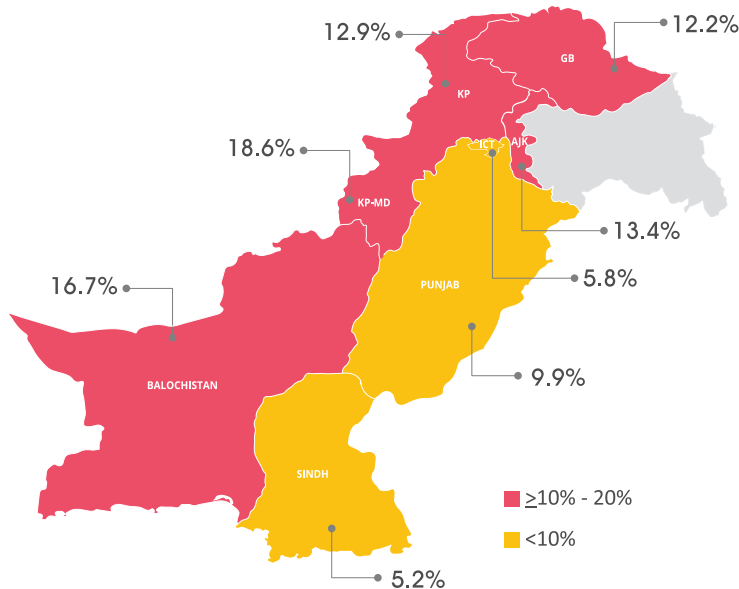 12.9%
12.2%
GB
KP
18.6%
ICT
AJK
KP-MD
13.4%
5.8%
16.7%
PUNJAB
9.9%
BALOCHISTAN
SINDH
≥10% - 20%
<10%
5.2%